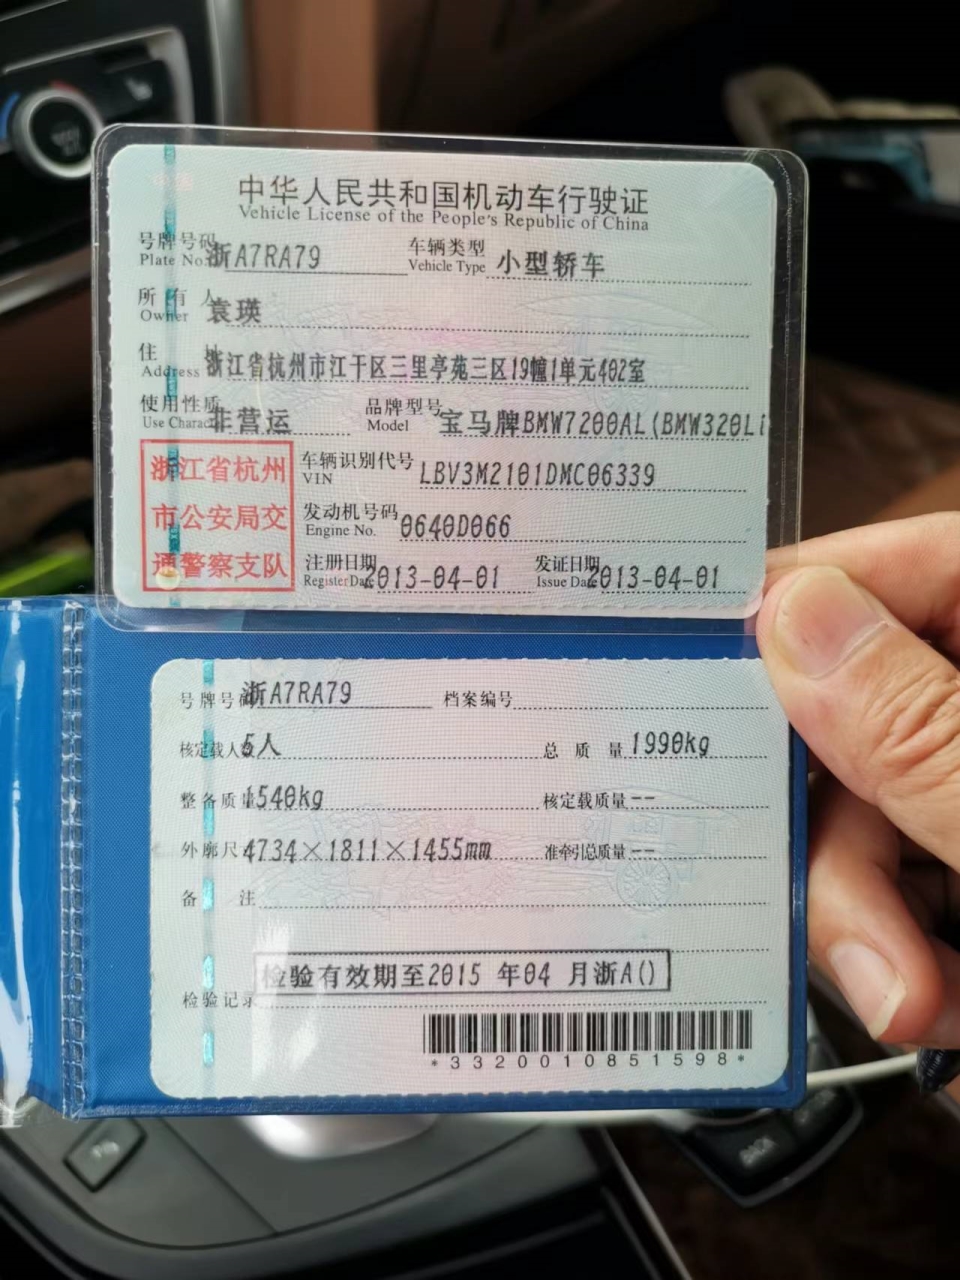 中华人民共和国机动车行驶证
Vehicle License of the People's Republic of China
号牌号码 浙A7RA79 车辆类型 小型轿车
Plate No. Vehicle Type
所有人 袁瑛
Owner
住址 浙江省杭州市江干区三里亭苑三区19幢1单元402室
Address
使用性质 非营运 品牌型号 宝马牌BMW7200AL(BMW320Li
Use Charac Model
浙江省杭州
市公安局交
通警察支队
车辆识别代号 LBV3M2101DMC06339
VIN
发动机号码 0640D066
Engine No.
注册日期 2013-04-01 发证日期 2013-04-01
Register Date Issue Date
号牌号码 浙A7RA79 档案编号
核定载人数 5人 总质量 1990kg
整备质量 1540kg 核定载质量 --
外廓尺 4734×1811×1455mm 准牵引总质量 --
备注
检验有效期至2015 年04 月浙A()
检验记录
*3320010851598*